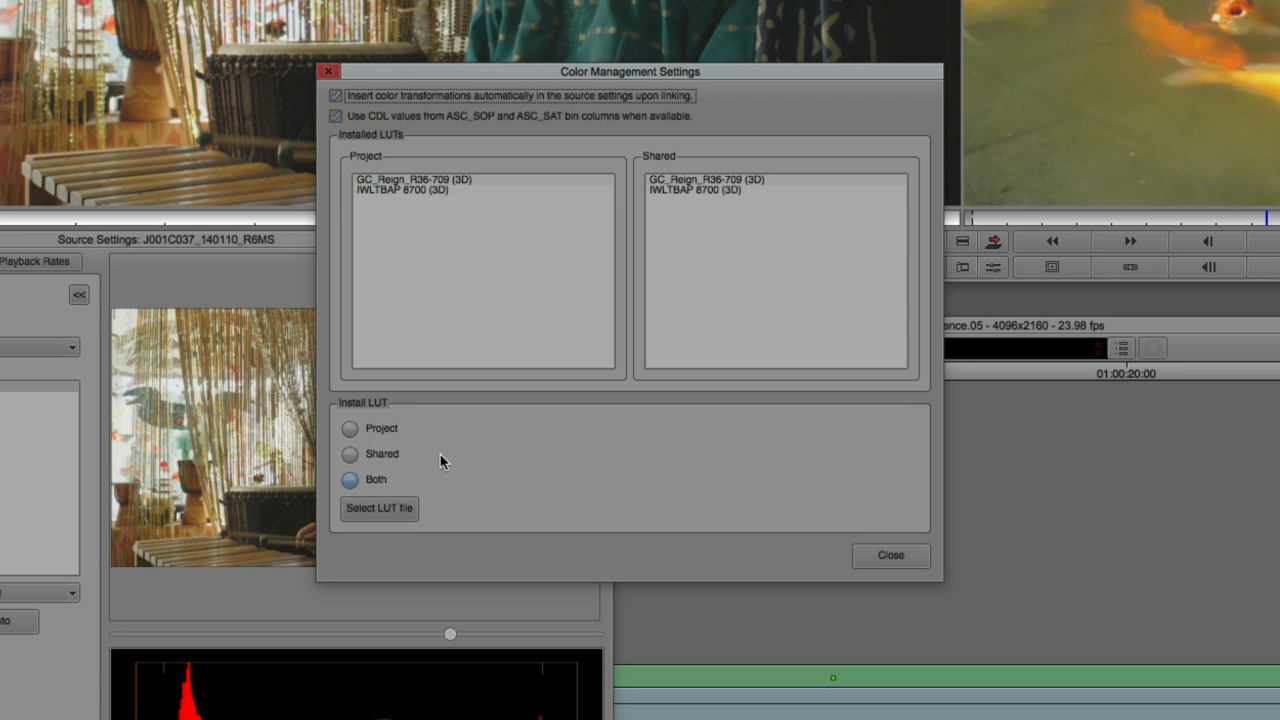 Color Management Settings
Insert color transformations automatically in the source settings upon linking.
Use CDL values from ASC_SOP and ASC_SAT bin columns when available.
Installed LUTs
Project
GC_Reign_R36-709 (3D)
IWLTBAP 8700 (3D)
Shared
GC_Reign_R36-709 (3D)
IWLTBAP 8700 (3D)
Source Settings: J001C037_140110_R6MS
Playback Rates
<<
ence.05 - 4096x2160 - 23.98 fps
01:00:20:00
Install LUT
Project
Shared
Both
Select LUT file
Close
to